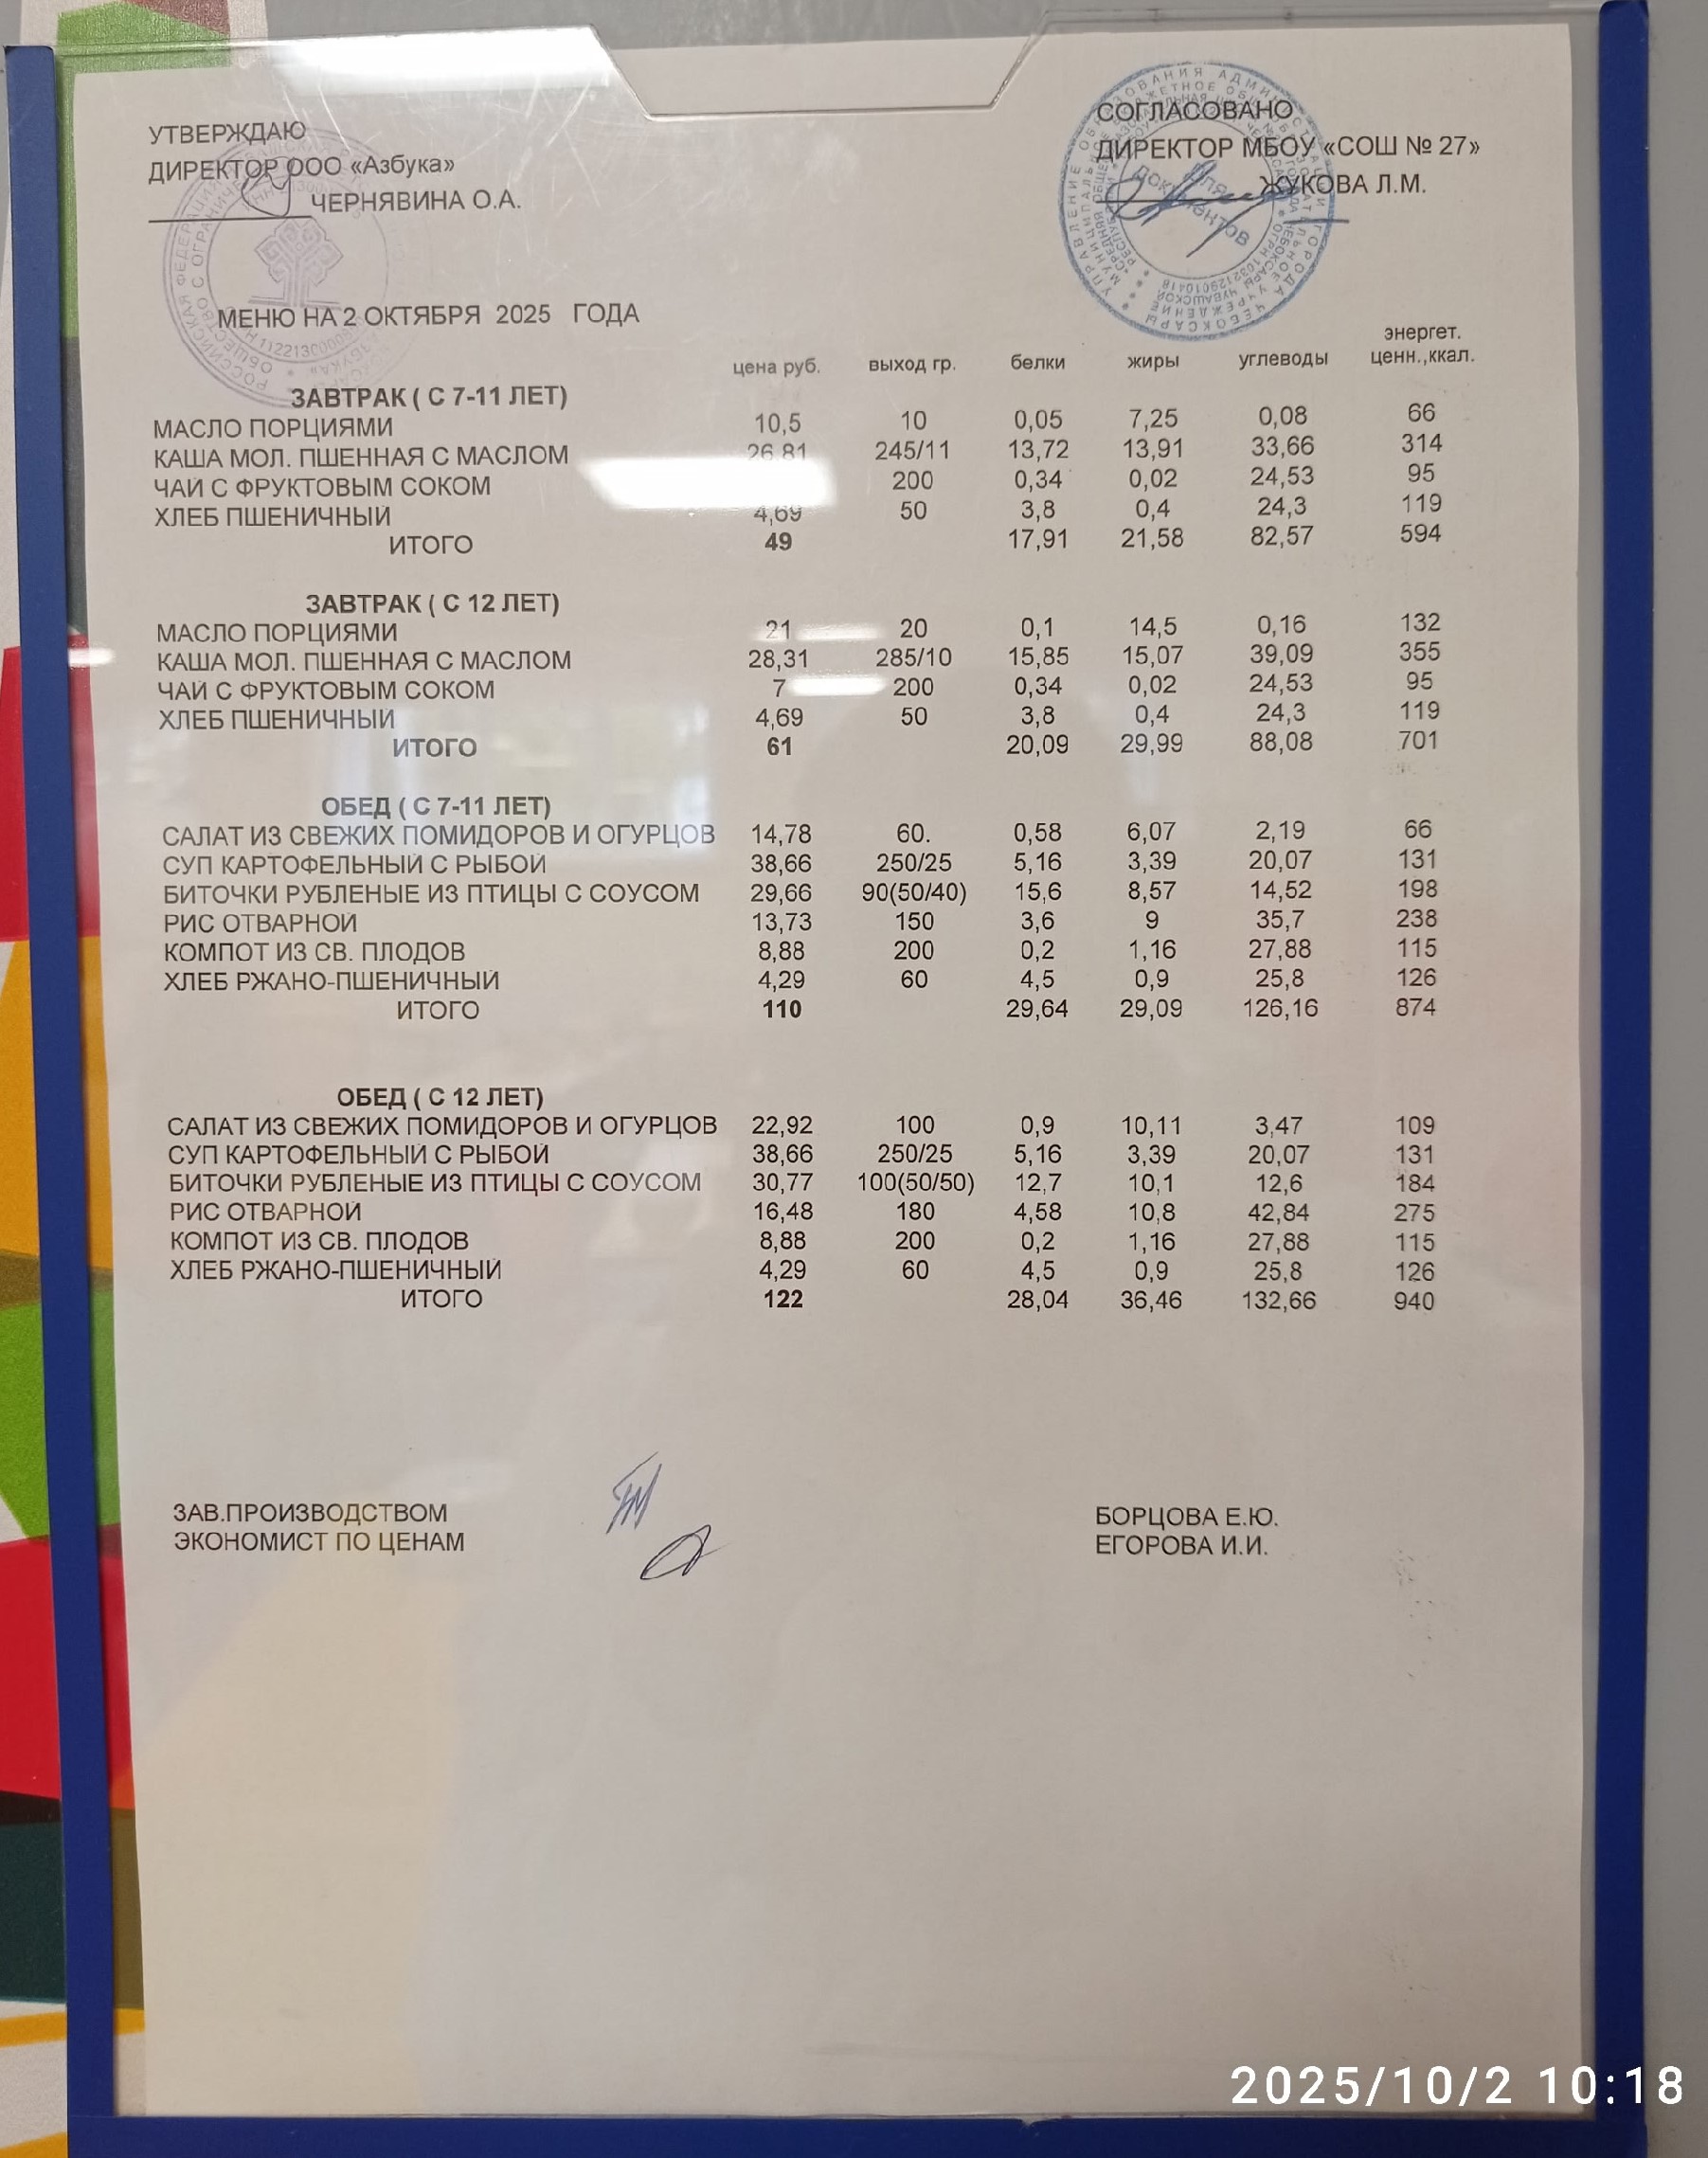 УТВЕРЖДАЮ
ДИРЕКТОР ООО «Азбука»
ЧЕРНЯВИНА О.А.
СОГЛАСОВАНО
ДИРЕКТОР МБОУ «СОШ № 27»
ЖУКОВА Л.М.
ДЛЯ ДОКУМЕНТОВ
МЕНЮ НА 2 ОКТЯБРЯ 2025 ГОДА
цена руб. выход гр. белки жиры углеводы энергет. ценн.,ккал.
ЗАВТРАК ( С 7-11 ЛЕТ)
МАСЛО ПОРЦИЯМИ 10,5 10 0,05 7,25 0,08 66
КАША МОЛ. ПШЕННАЯ С МАСЛОМ 26,81 245/11 13,72 13,91 33,66 314
ЧАЙ С ФРУКТОВЫМ СОКОМ 200 0,34 0,02 24,53 95
ХЛЕБ ПШЕНИЧНЫЙ 4,69 50 3,8 0,4 24,3 119
ИТОГО 49 17,91 21,58 82,57 594
ЗАВТРАК ( С 12 ЛЕТ)
МАСЛО ПОРЦИЯМИ 21 20 0,1 14,5 0,16 132
КАША МОЛ. ПШЕННАЯ С МАСЛОМ 28,31 285/10 15,85 15,07 39,09 355
ЧАЙ С ФРУКТОВЫМ СОКОМ 7 200 0,34 0,02 24,53 95
ХЛЕБ ПШЕНИЧНЫЙ 4,69 50 3,8 0,4 24,3 119
ИТОГО 61 20,09 29,99 88,08 701
ОБЕД ( С 7-11 ЛЕТ)
САЛАТ ИЗ СВЕЖИХ ПОМИДОРОВ И ОГУРЦОВ 14,78 60. 0,58 6,07 2,19 66
СУП КАРТОФЕЛЬНЫЙ С РЫБОЙ 38,66 250/25 5,16 3,39 20,07 131
БИТОЧКИ РУБЛЕНЫЕ ИЗ ПТИЦЫ С СОУСОМ 29,66 90(50/40) 15,6 8,57 14,52 198
РИС ОТВАРНОЙ 13,73 150 3,6 9 35,7 238
КОМПОТ ИЗ СВ. ПЛОДОВ 8,88 200 0,2 1,16 27,88 115
ХЛЕБ РЖАНО-ПШЕНИЧНЫЙ 4,29 60 4,5 0,9 25,8 126
ИТОГО 110 29,64 29,09 126,16 874
ОБЕД ( С 12 ЛЕТ)
САЛАТ ИЗ СВЕЖИХ ПОМИДОРОВ И ОГУРЦОВ 22,92 100 0,9 10,11 3,47 109
СУП КАРТОФЕЛЬНЫЙ С РЫБОЙ 38,66 250/25 5,16 3,39 20,07 131
БИТОЧКИ РУБЛЕНЫЕ ИЗ ПТИЦЫ С СОУСОМ 30,77 100(50/50) 12,7 10,1 12,6 184
РИС ОТВАРНОЙ 16,48 180 4,58 10,8 42,84 275
КОМПОТ ИЗ СВ. ПЛОДОВ 8,88 200 0,2 1,16 27,88 115
ХЛЕБ РЖАНО-ПШЕНИЧНЫЙ 4,29 60 4,5 0,9 25,8 126
ИТОГО 122 28,04 36,46 132,66 940
ЗАВ.ПРОИЗВОДСТВОМ БОРЦОВА Е.Ю.
ЭКОНОМИСТ ПО ЦЕНАМ ЕГОРОВА И.И.
2025/10/2 10:18